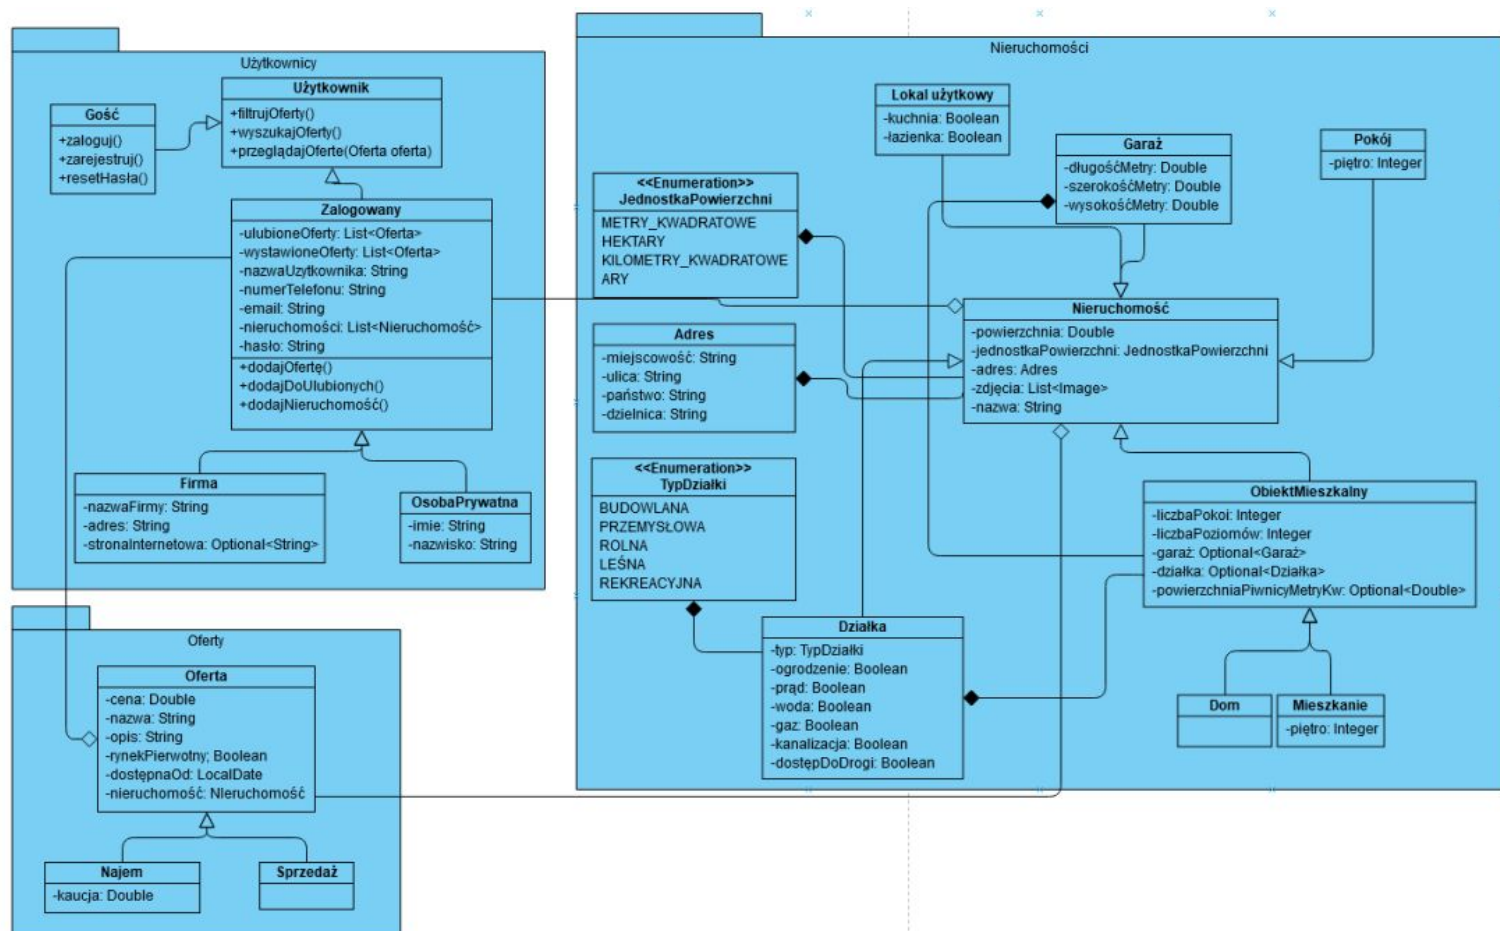 Użytkownicy
Użytkownik
+filtrujOferty()
+wyszukajOferty()
+przeglądajOferte(Oferta oferta)
Gość
+zaloguj()
+zarejestruj()
+resetHasła()
Zalogowany
-ulubioneOferty: List<Oferta>
-wystawioneOferty: List<Oferta>
-nazwaUzytkownika: String
-numerTelefonu: String
-email: String
-nieruchomości: List<Nieruchomość>
-hasło: String
+dodajOfertę()
+dodajDoUlubionych()
+dodajNieruchomość()
Firma
-nazwaFirmy: String
-adres: String
-stronaInternetowa: Optional<String>
OsobaPrywatna
-imie: String
-nazwisko: String
Oferty
Oferta
-cena: Double
-nazwa: String
-opis: String
-rynekPierwotny; Boolean
-dostępnaOd: LocalDate
-nieruchomość: NIeruchomość
Najem
-kaucja: Double
Sprzedaż
Nieruchomości
Lokal użytkowy
-kuchnia: Boolean
-łazienka: Boolean
Garaż
-długośćMetry: Double
-szerokośćMetry: Double
-wysokośćMetry: Double
Pokój
-piętro: Integer
<<Enumeration>>
JednostkaPowierzchni
METRY_KWADRATOWE
HEKTARY
KILOMETRY_KWADRATOWE
ARY
Nieruchomość
-powierzchnia: Double
-jednostkaPowierzchni: JednostkaPowierzchni
-adres: Adres
-zdjęcia: List<Image>
-nazwa: String
Adres
-miejscowość: String
-ulica: String
-państwo: String
-dzielnica: String
<<Enumeration>>
TypDziałki
BUDOWLANA
PRZEMYSŁOWA
ROLNA
LEŚNA
REKREACYJNA
ObiektMieszkalny
-liczbaPokoi: Integer
-liczbaPoziomów: Integer
-garaż: Optional<Garaż>
-działka: Optional<Działka>
-powierzchniaPiwnicyMetryKw: Optional<Double>
Działka
-typ: TypDziałki
-ogrodzenie: Boolean
-prąd: Boolean
-woda: Boolean
-gaz: Boolean
-kanalizacja: Boolean
-dostępDoDrogi: Boolean
Dom
Mieszkanie
-piętro: Integer